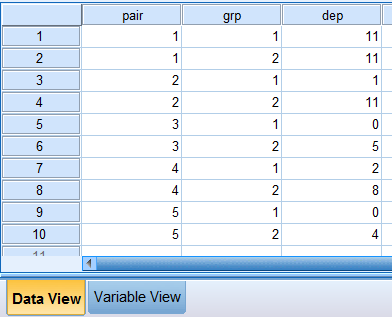 pair grp dep
1 1 1 11
2 1 2 11
3 2 1 1
4 2 2 11
5 3 1 0
6 3 2 5
7 4 1 2
8 4 2 8
9 5 1 0
10 5 2 4
11
Data View Variable View